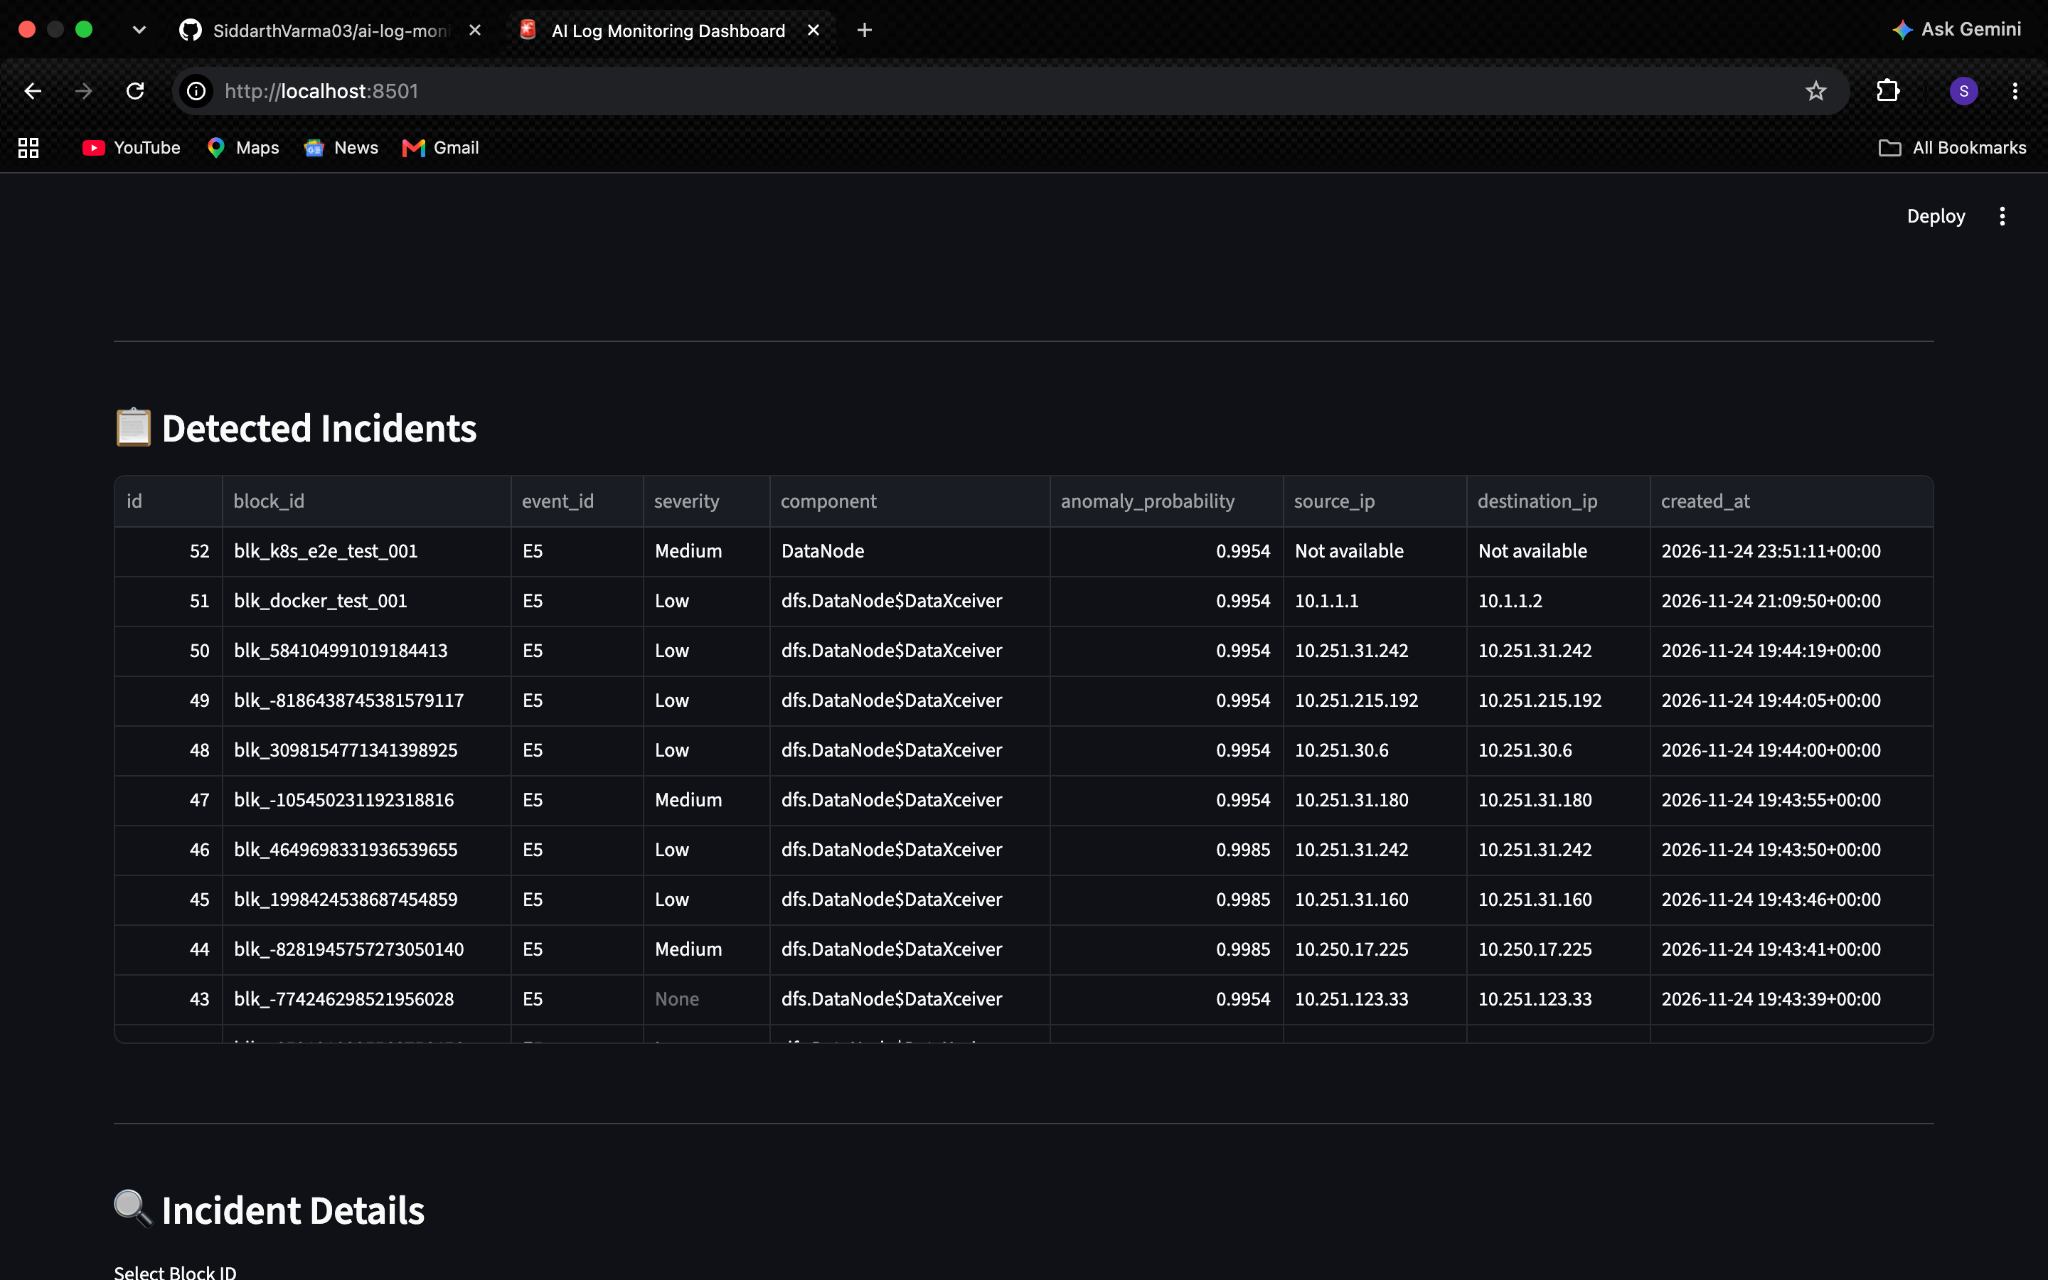 SiddarthVarma03/ai-log-mon
AI Log Monitoring Dashboard
Ask Gemini
http://localhost:8501
S
YouTube
Maps
News
Gmail
All Bookmarks
Deploy
Detected Incidents
id block_id event_id severity component anomaly_probability source_ip destination_ip created_at
52 blk_k8s_e2e_test_001 E5 Medium DataNode 0.9954 Not available Not available 2026-11-24 23:51:11+00:00
51 blk_docker_test_001 E5 Low dfs.DataNode$DataXceiver 0.9954 10.1.1.1 10.1.1.2 2026-11-24 21:09:50+00:00
50 blk_584104991019184413 E5 Low dfs.DataNode$DataXceiver 0.9954 10.251.31.242 10.251.31.242 2026-11-24 19:44:19+00:00
49 blk_-8186438745381579117 E5 Low dfs.DataNode$DataXceiver 0.9954 10.251.215.192 10.251.215.192 2026-11-24 19:44:05+00:00
48 blk_3098154771341398925 E5 Low dfs.DataNode$DataXceiver 0.9954 10.251.30.6 10.251.30.6 2026-11-24 19:44:00+00:00
47 blk_-105450231192318816 E5 Medium dfs.DataNode$DataXceiver 0.9954 10.251.31.180 10.251.31.180 2026-11-24 19:43:55+00:00
46 blk_4649698331936539655 E5 Low dfs.DataNode$DataXceiver 0.9985 10.251.31.242 10.251.31.242 2026-11-24 19:43:50+00:00
45 blk_1998424538687454859 E5 Low dfs.DataNode$DataXceiver 0.9985 10.251.31.160 10.251.31.160 2026-11-24 19:43:46+00:00
44 blk_-8281945757273050140 E5 Medium dfs.DataNode$DataXceiver 0.9985 10.250.17.225 10.250.17.225 2026-11-24 19:43:41+00:00
43 blk_-774246298521956028 E5 None dfs.DataNode$DataXceiver 0.9954 10.251.123.33 10.251.123.33 2026-11-24 19:43:39+00:00
Incident Details
Select Block ID